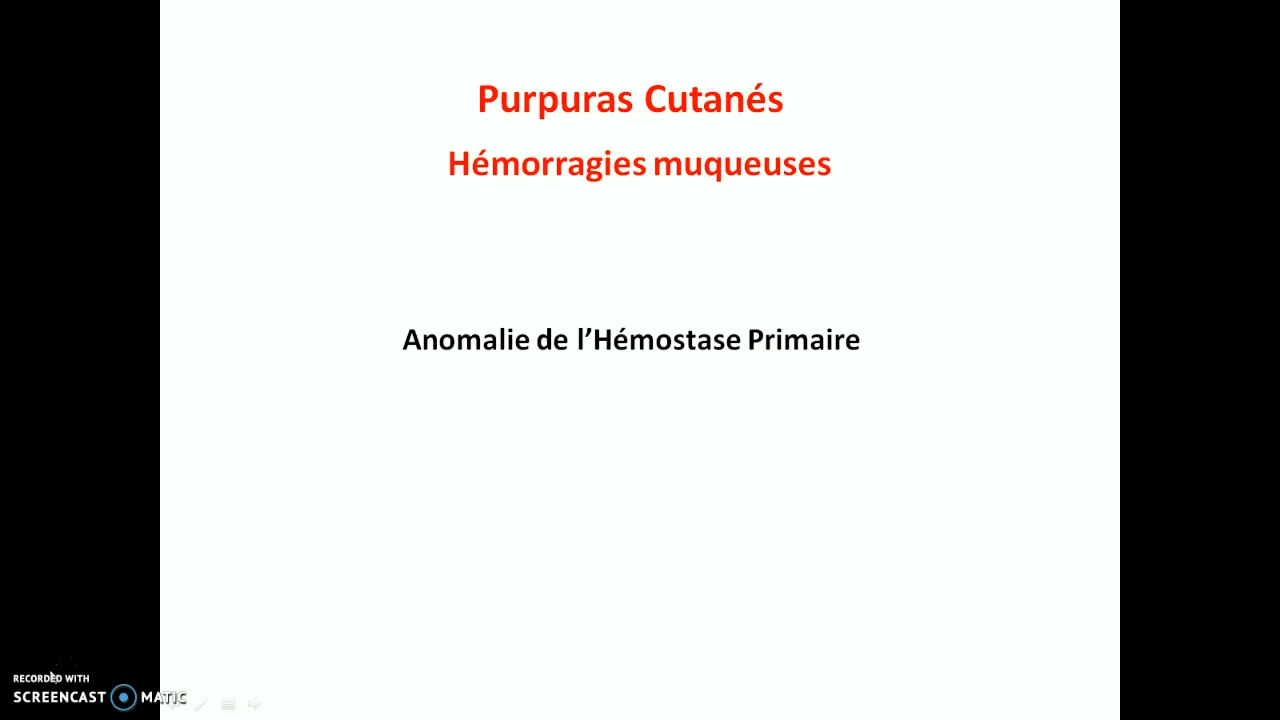 Purpuras Cutanés
Hémorragies muqueuses
Anomalie de l’Hémostase Primaire
RECORDED WITH
SCREENCAST MATIC